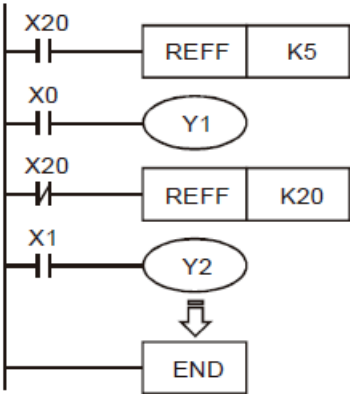 X20
REFF K5
X0
Y1
X20
REFF K20
X1
Y2
END